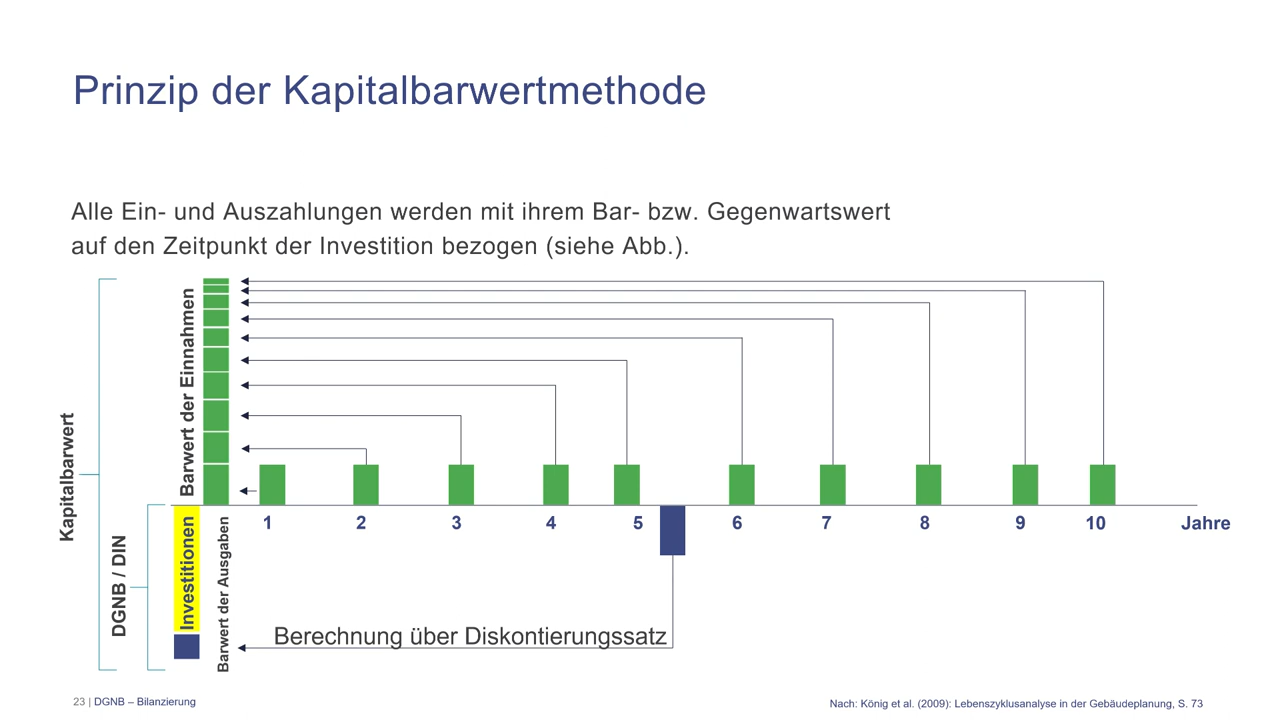 Prinzip der Kapitalbarwertmethode
Alle Ein- und Auszahlungen werden mit ihrem Bar- bzw. Gegenwartswert
auf den Zeitpunkt der Investition bezogen (siehe Abb.).
Kapitalbarwert
DGNB / DIN
Barwert der Einnahmen
Investitionen
Barwert der Ausgaben
1 2 3 4 5 6 7 8 9 10 Jahre
Berechnung über Diskontierungssatz
23 | DGNB – Bilanzierung
Nach: König et al. (2009): Lebenszyklusanalyse in der Gebäudeplanung, S. 73